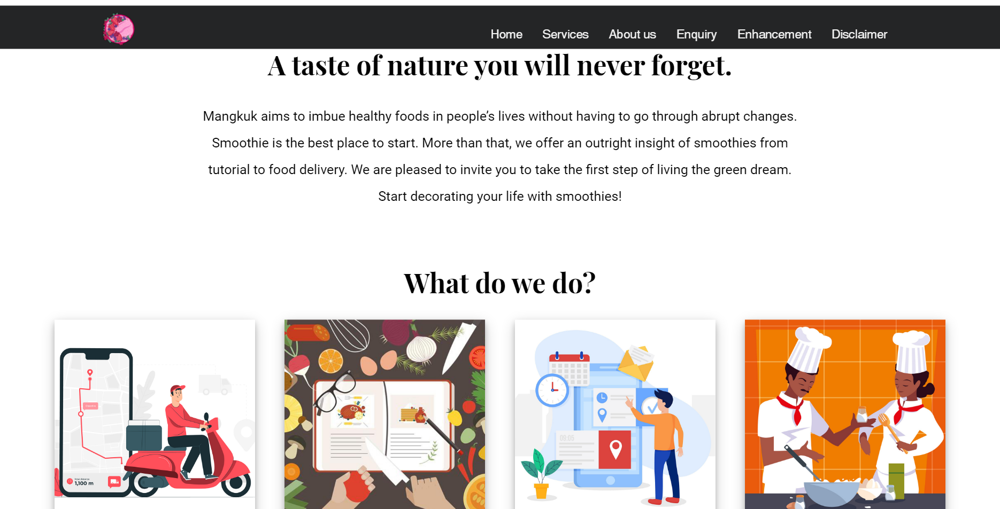 Home Services About us Enquiry Enhancement Disclaimer
A taste of nature you will never forget.
Mangkuk aims to imbue healthy foods in people’s lives without having to go through abrupt changes.
Smoothie is the best place to start. More than that, we offer an outright insight of smoothies from
tutorial to food delivery. We are pleased to invite you to take the first step of living the green dream.
Start decorating your life with smoothies!
What do we do?
total distance
1,100 m
09:05